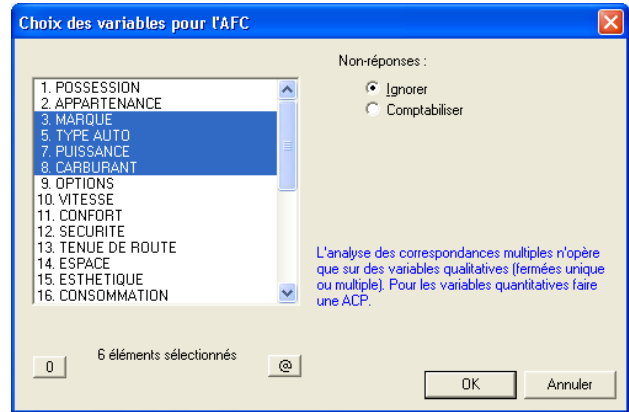 Choix des variables pour l'AFC
Non-réponses :
Ignorer
Comptabiliser
1. POSSESSION
2. APPARTENANCE
3. MARQUE
5. TYPE AUTO
7. PUISSANCE
8. CARBURANT
9. OPTIONS
10. VITESSE
11. CONFORT
12. SECURITE
13. TENUE DE ROUTE
14. ESPACE
15. ESTHETIQUE
16. CONSOMMATION
L'analyse des correspondances multiples n'opère
que sur des variables qualitatives (fermées unique
ou multiple). Pour les variables quantitatives faire
une ACP.
0
6 éléments sélectionnés
@
OK
Annuler